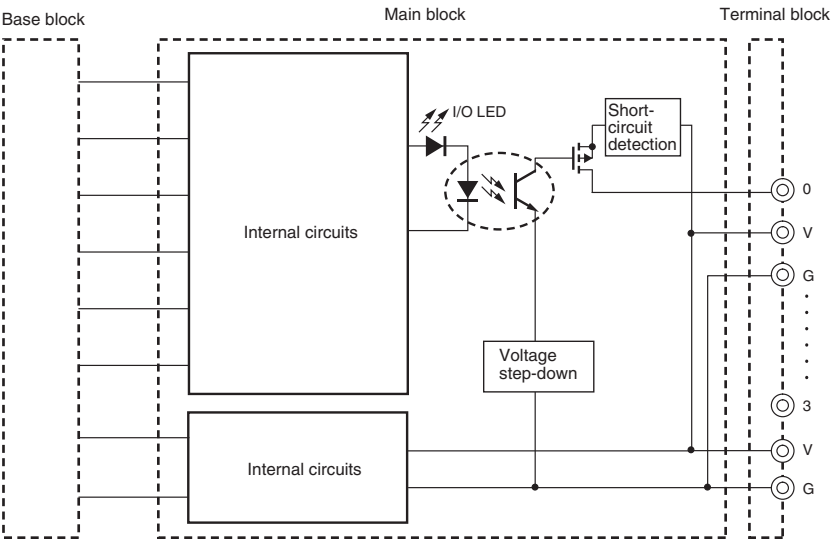 Base block
Main block
Terminal block
I/O LED
Short-
circuit
detection
0
V
G
Internal circuits
Voltage
step-down
3
V
G
Internal circuits